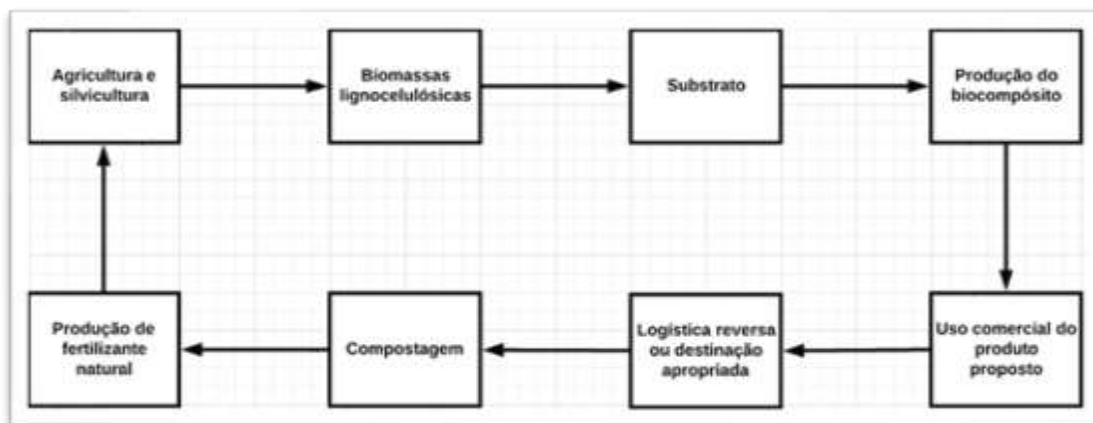 Agricultura e
silvicultura
Biomassas
lignocelulósicas
Substrato
Produção do
biocompósito
Produção de
fertilizante
natural
Compostagem
Logística reversa
ou destinação
apropriada
Uso comercial do
produto
proposto